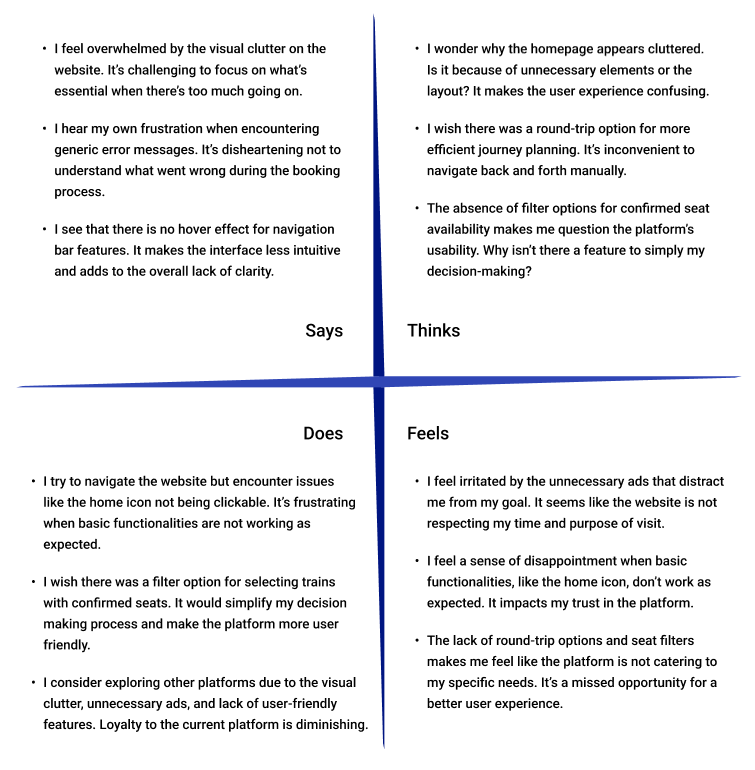 • I feel overwhelmed by the visual clutter on the
website. It's challenging to focus on what's
essential when there's too much going on.
• I hear my own frustration when encountering
generic error messages. It's disheartening not to
understand what went wrong during the booking
process.
• I see that there is no hover effect for navigation
bar features. It makes the interface less intuitive
and adds to the overall lack of clarity.
Says
• I wonder why the homepage appears cluttered.
Is it because of unnecessary elements or the
layout? It makes the user experience confusing.
• I wish there was a round-trip option for more
efficient journey planning. It's inconvenient to
navigate back and forth manually.
• The absence of filter options for confirmed seat
availability makes me question the platform's
usability. Why isn't there a feature to simply my
decision-making?
Thinks
Does
• I try to navigate the website but encounter issues
like the home icon not being clickable. It's frustrating
when basic functionalities are not working as
expected.
• I wish there was a filter option for selecting trains
with confirmed seats. It would simplify my decision
making process and make the platform more user
friendly.
• I consider exploring other platforms due to the visual
clutter, unnecessary ads, and lack of user-friendly
features. Loyalty to the current platform is diminishing.
Feels
• I feel irritated by the unnecessary ads that distract
me from my goal. It seems like the website is not
respecting my time and purpose of visit.
• I feel a sense of disappointment when basic
functionalities, like the home icon, don't work as
expected. It impacts my trust in the platform.
• The lack of round-trip options and seat filters
makes me feel like the platform is not catering to
my specific needs. It's a missed opportunity for a
better user experience.